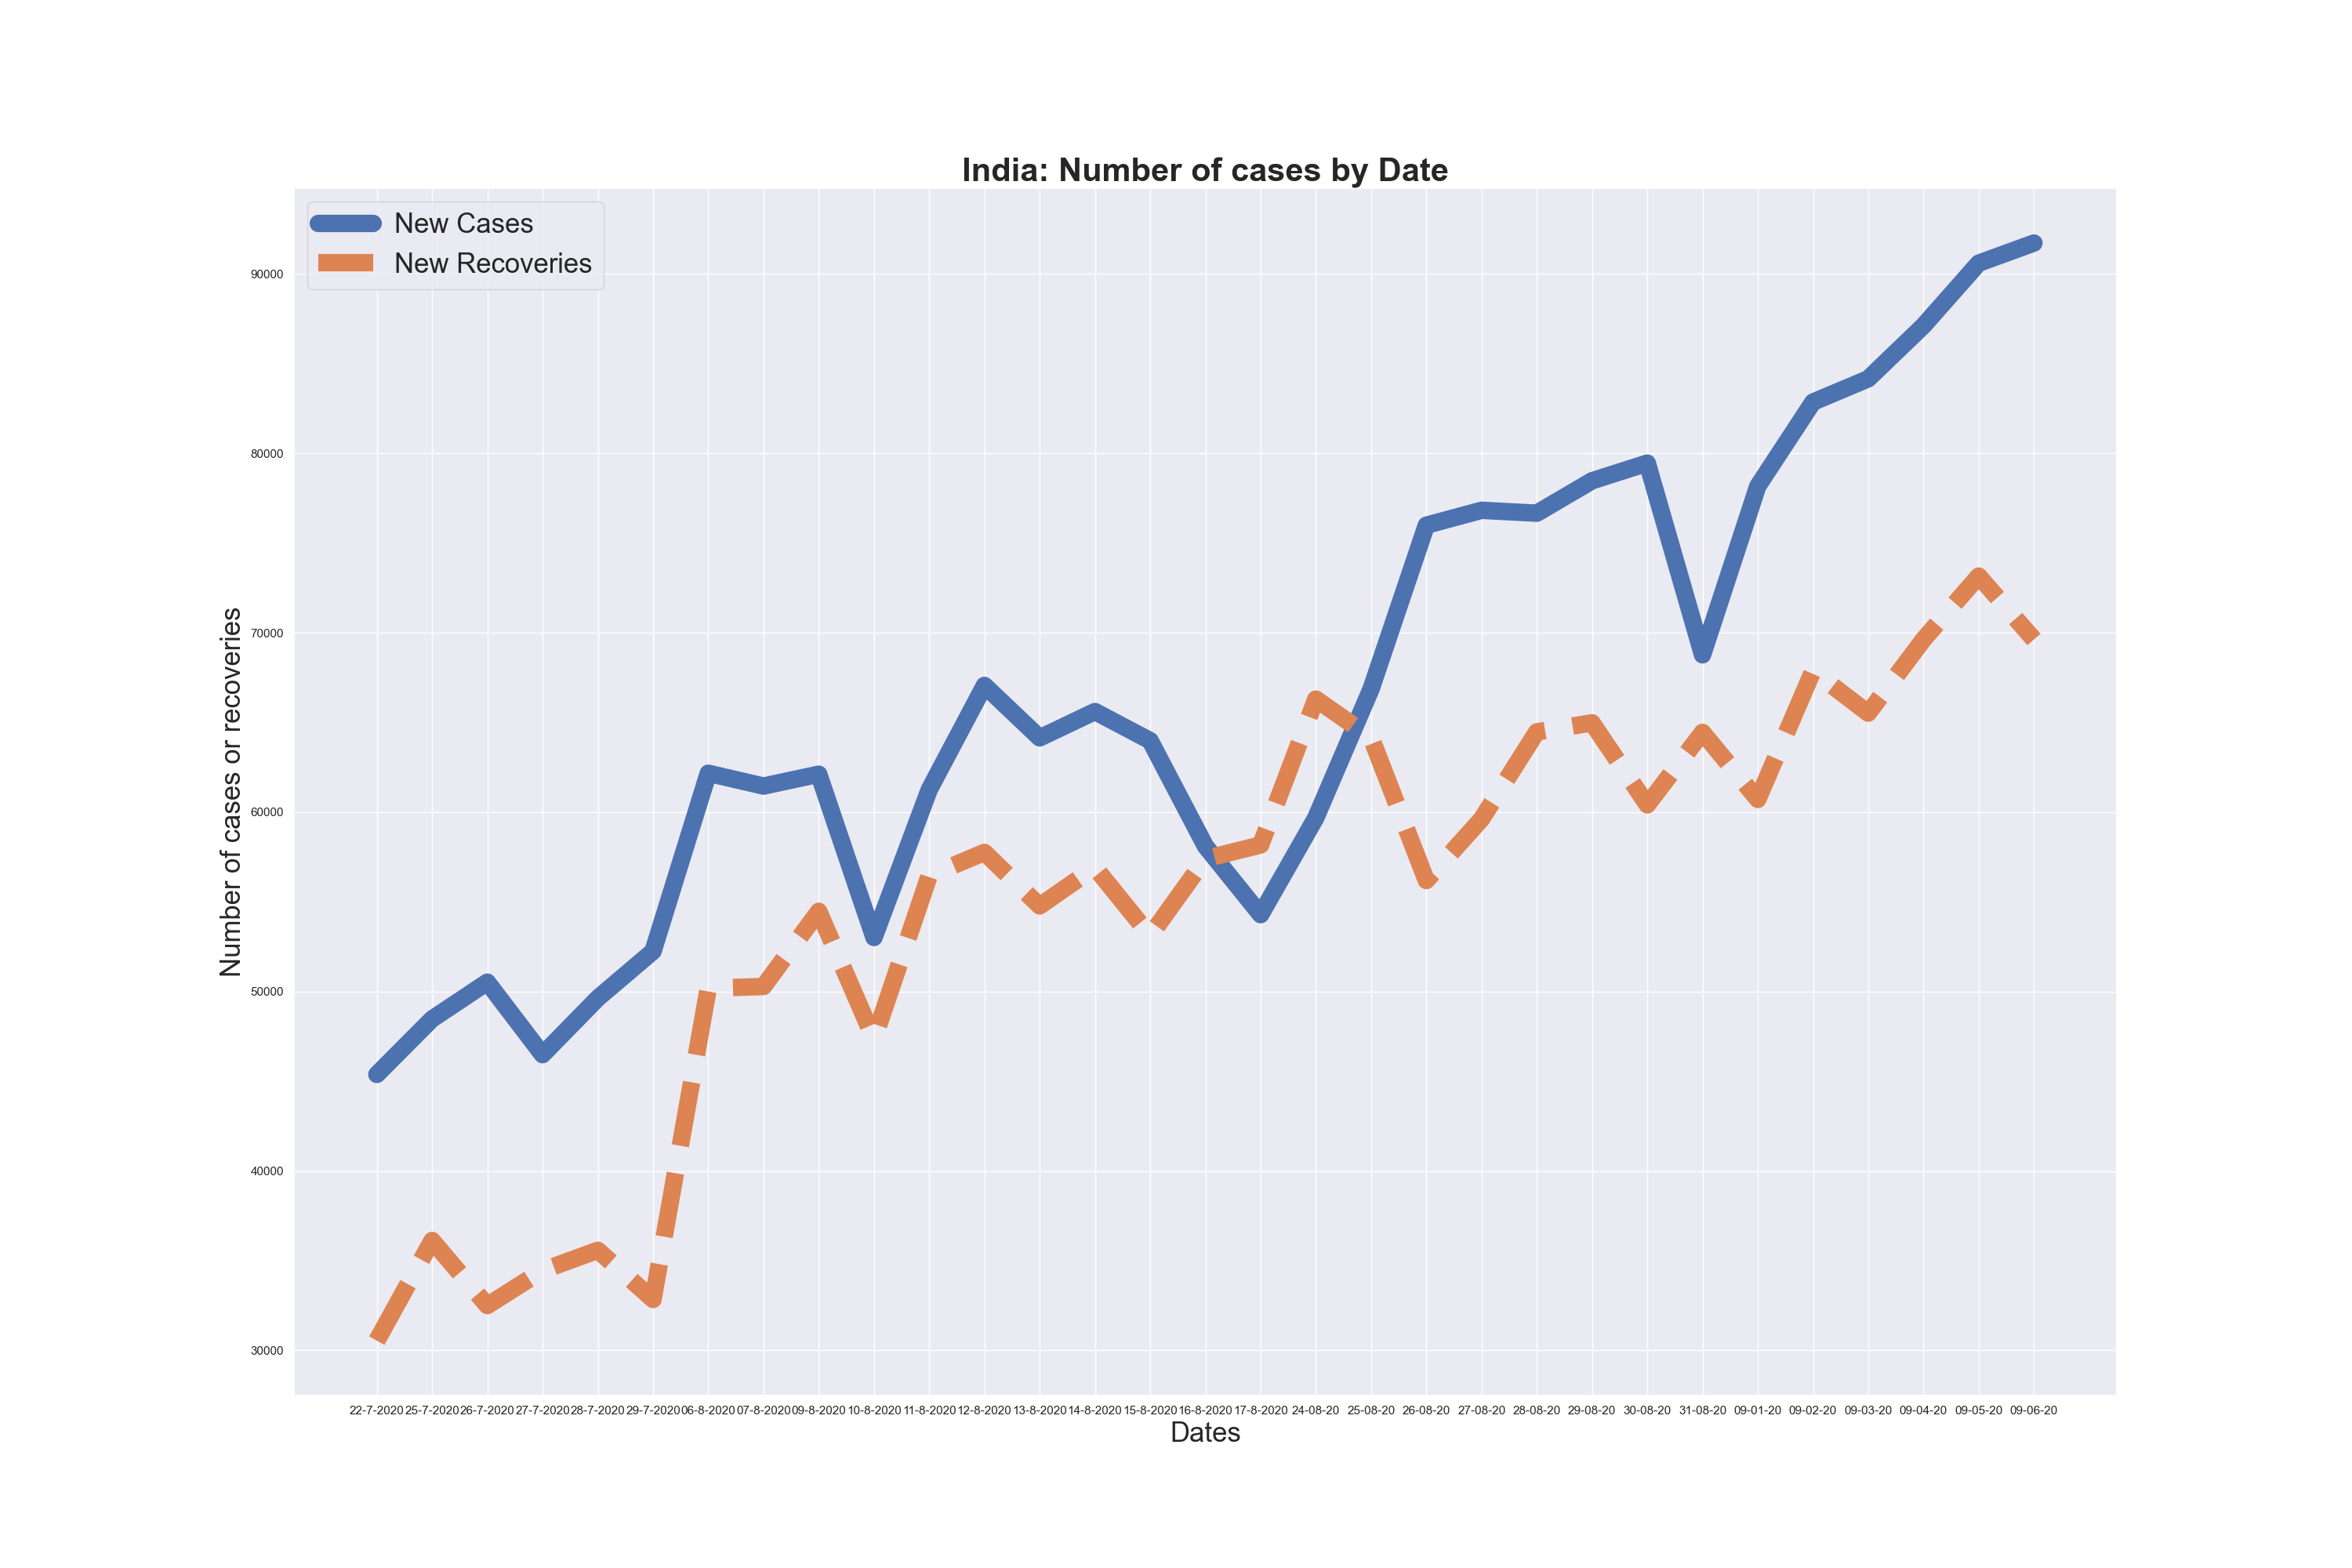 India: Number of cases by Date
New Cases
New Recoveries
90000
80000
70000
60000
50000
40000
30000
Number of cases or recoveries
22-7-2020 25-7-2020 26-7-2020 27-7-2020 28-7-2020 29-7-2020 06-8-2020 07-8-2020 09-8-2020 10-8-2020 11-8-2020 12-8-2020 13-8-2020 14-8-2020 15-8-2020 16-8-2020 17-8-2020 24-08-20 25-08-20 26-08-20 27-08-20 28-08-20 29-08-20 30-08-20 31-08-20 09-01-20 09-02-20 09-03-20 09-04-20 09-05-20 09-06-20
Dates